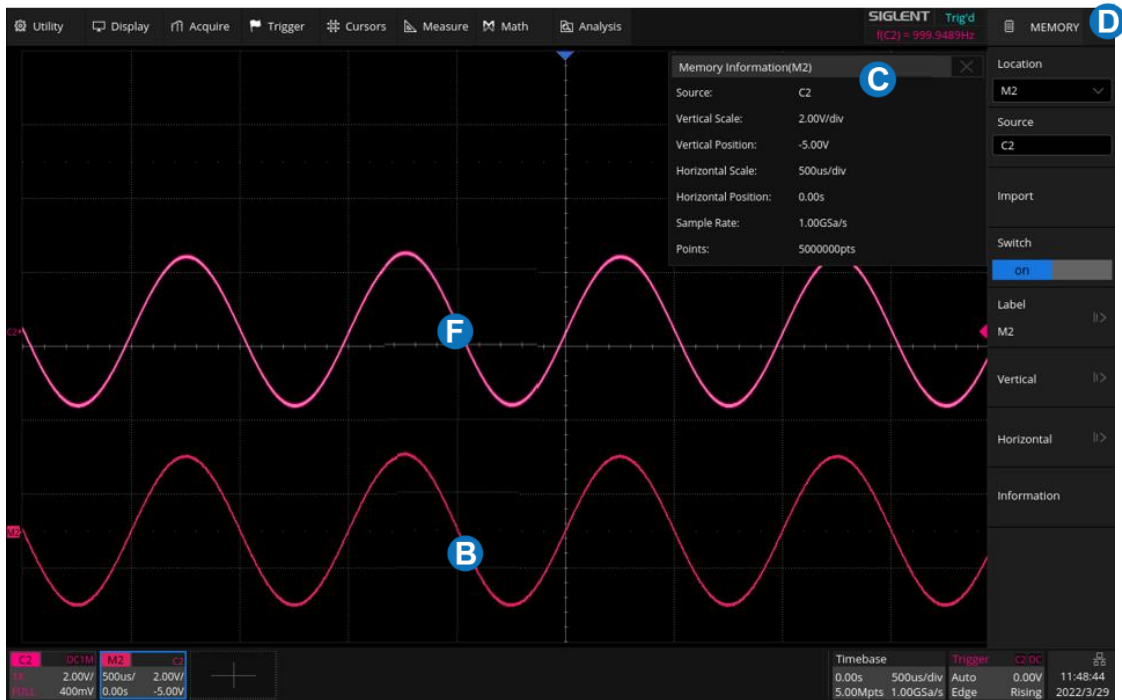 Utility Display Acquire Trigger Cursors Measure Math Analysis
SIGLENT Trig'd
f(C2) = 999.9489Hz
MEMORY D
Memory Information(M2)
C
Source: C2
Vertical Scale: 2.00V/div
Vertical Position: -5.00V
Horizontal Scale: 500us/div
Horizontal Position: 0.00s
Sample Rate: 1.00GSa/s
Points: 5000000pts
Location
M2
Source
C2
Import
Switch
on
Label
M2
Vertical
Horizontal
Information
C2
F
M2
B
C2 DC1M
1X 2.00V/
FULL 400mV
M2 C2
500us/ 2.00V/
0.00s -5.00V
Timebase
0.00s 500us/div
5.00Mpts 1.00GSa/s
Trigger C2 DC
Auto 0.00V
Edge Rising
11:48:44
2022/3/29